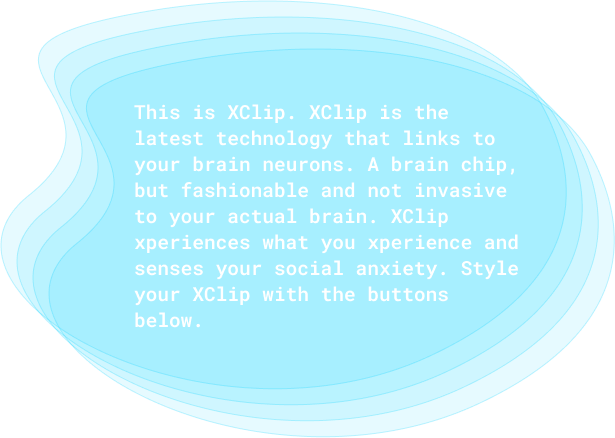 This is XClip. XClip is the
latest technology that links to
your brain neurons. A brain chip,
but fashionable and not invasive
to your actual brain. XClip
xperiences what you xperience and
senses your social anxiety. Style
your XClip with the buttons
below.